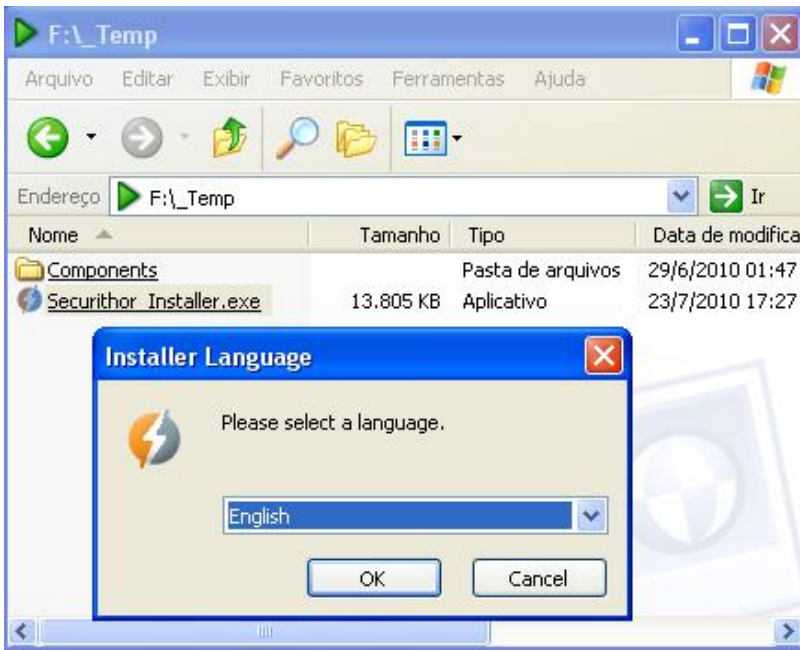 F:\_Temp
Arquivo Editar Exibir Favoritos Ferramentas Ajuda
Endereço F:\_Temp Ir
Nome Tamanho Tipo Data de modifica
Components Pasta de arquivos 29/6/2010 01:47
Securithor_Installer.exe 13.805 KB Aplicativo 23/7/2010 17:27
Installer Language
Please select a language.
English
OK Cancel